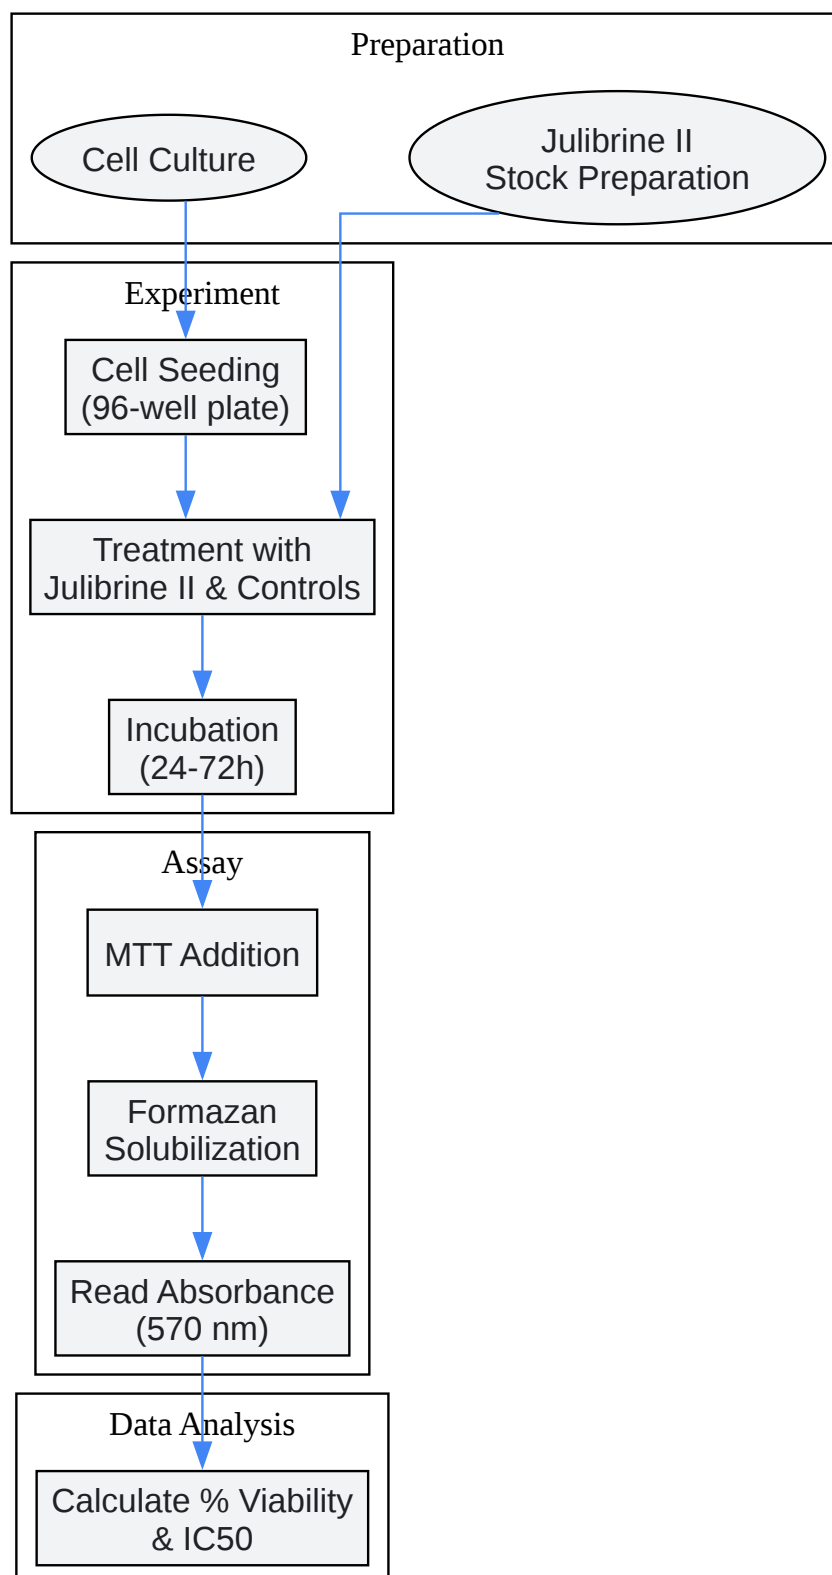 Preparation
Cell Culture
Julibrine II
Stock Preparation
Experiment
Cell Seeding
(96-well plate)
Treatment with
Julibrine II & Controls
Incubation
(24-72h)
Assay
MTT Addition
Formazan
Solubilization
Read Absorbance
(570 nm)
Data Analysis
Calculate % Viability
& IC50